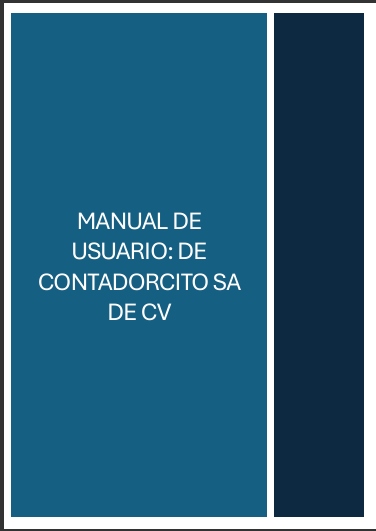 MANUAL DE
USUARIO: DE
CONTADORCITO SA
DE CV